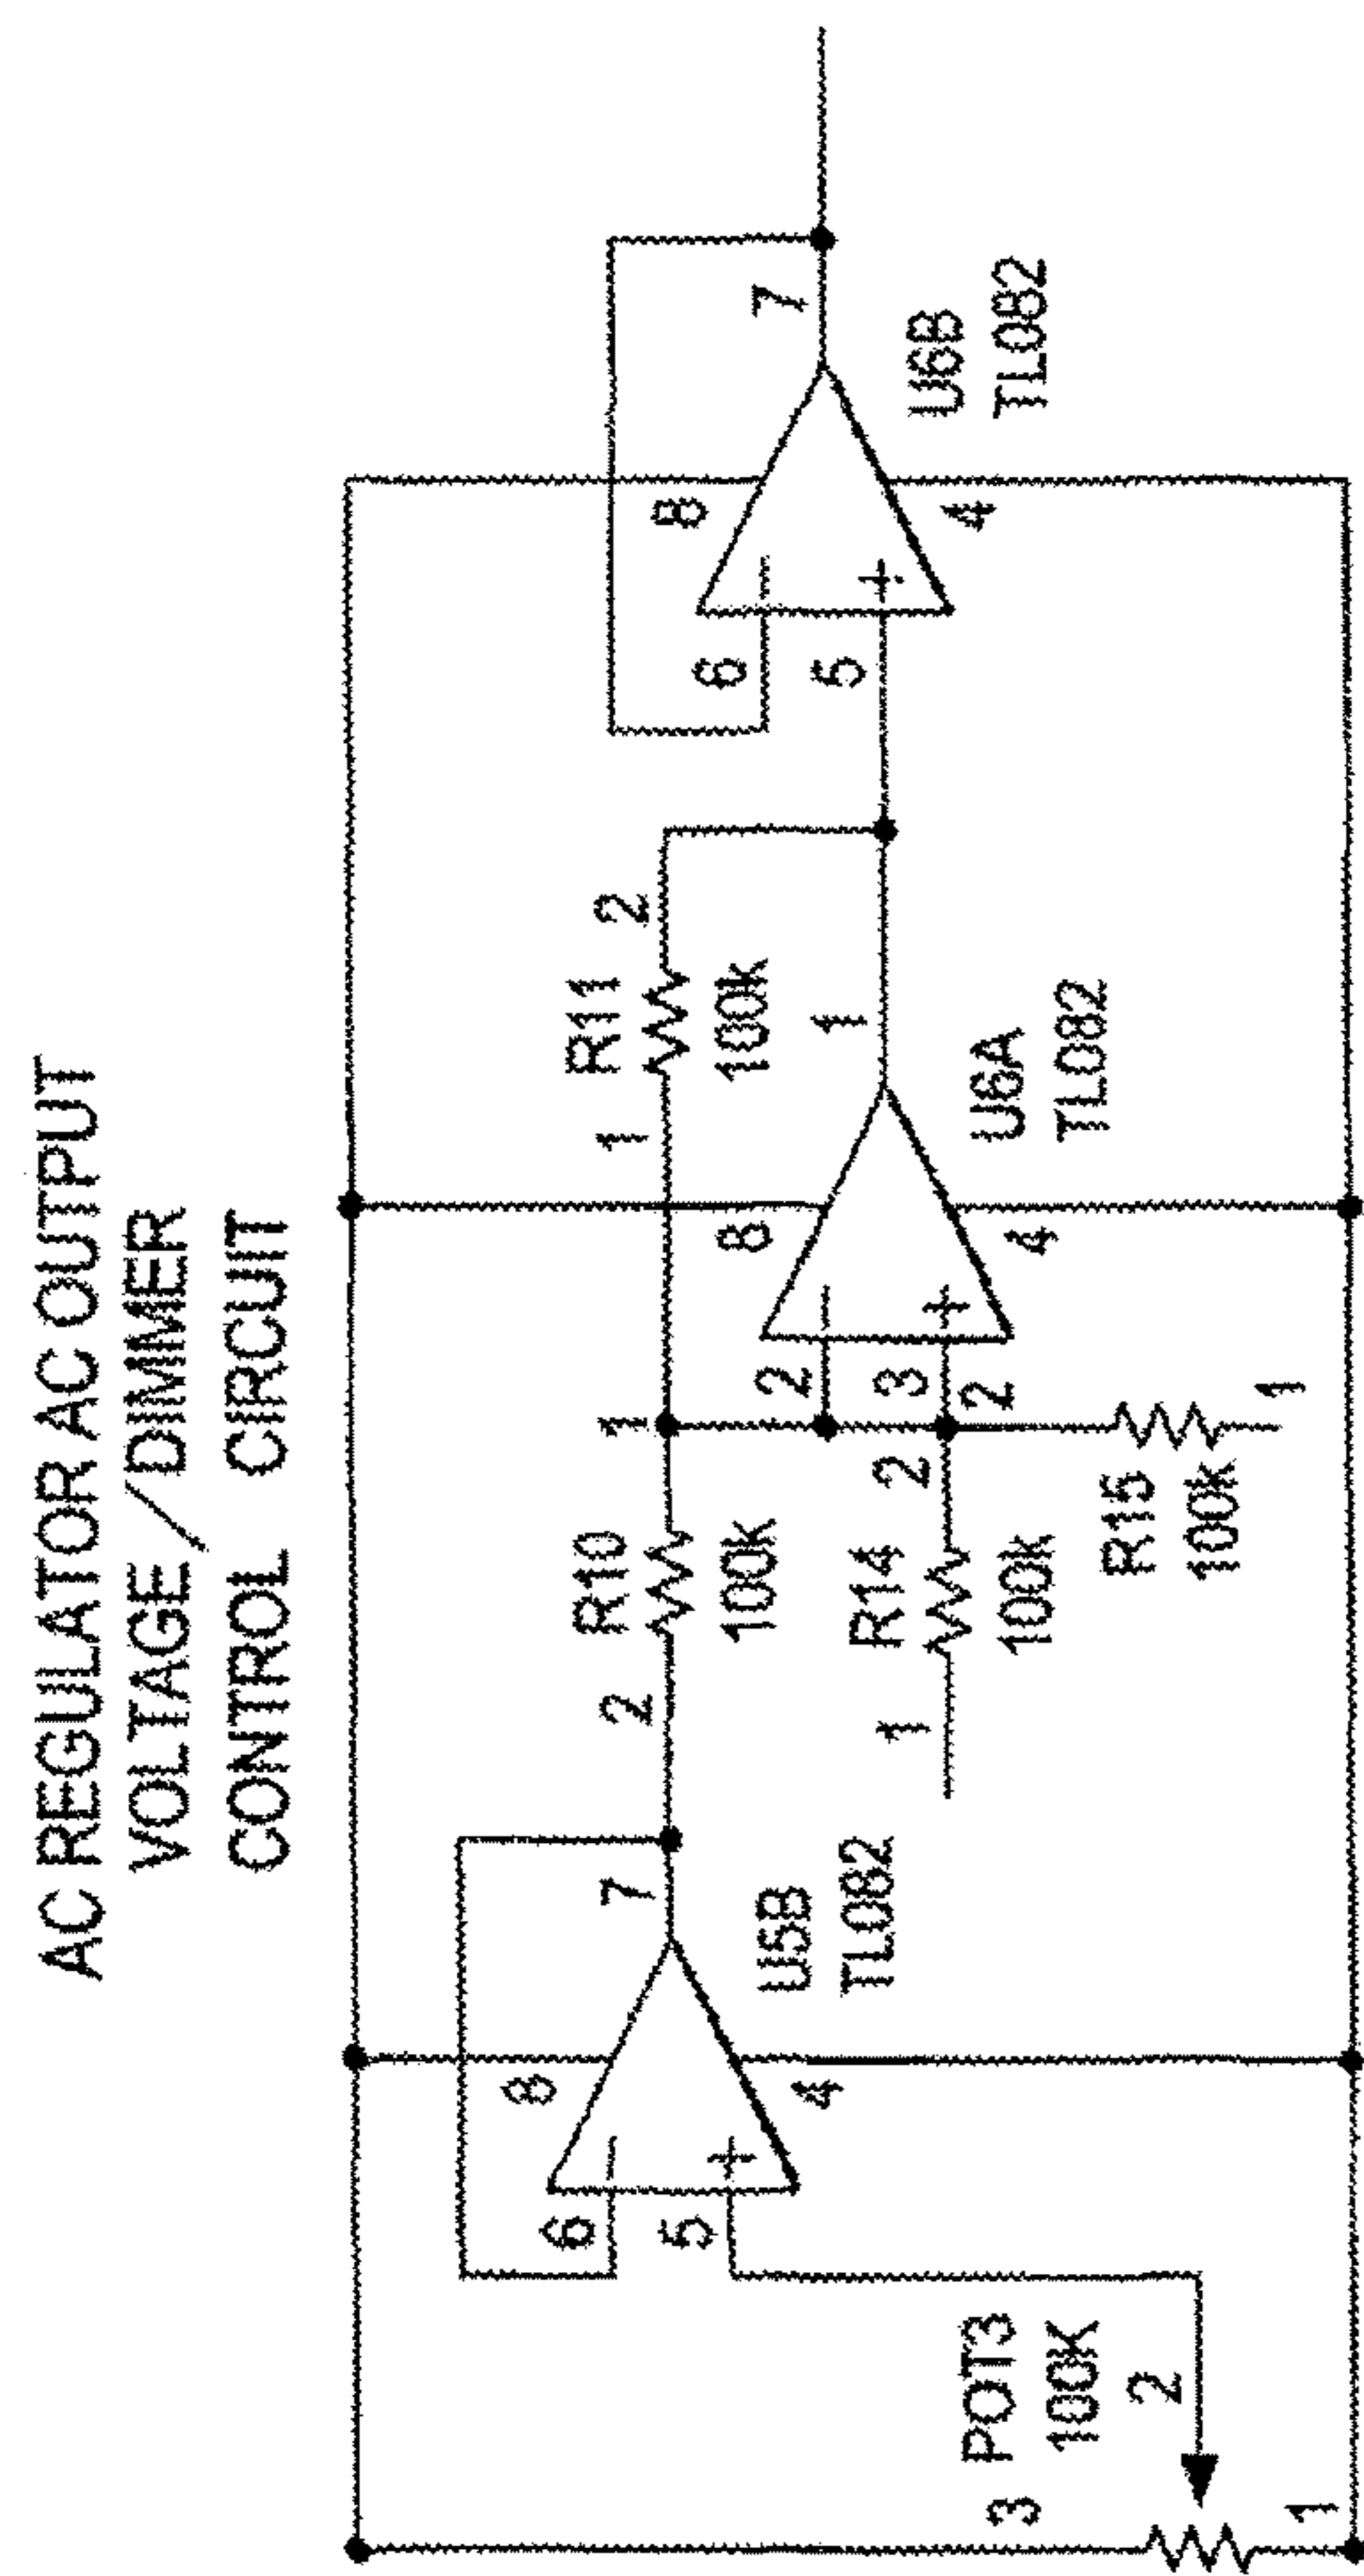 AC REGULATOR AC OUTPUT
VOLTAGE/DIMMER
CONTROL CIRCUIT
3
POT3
100K
2
1
6
5
8
4
7
U5B
TL082
2
R10
100k
1
1
R14
100k
2
2
3
2
R15
100k
1
8
4
1
R11
100k
2
1
U6A
TL082
6
5
8
4
7
U6B
TL082